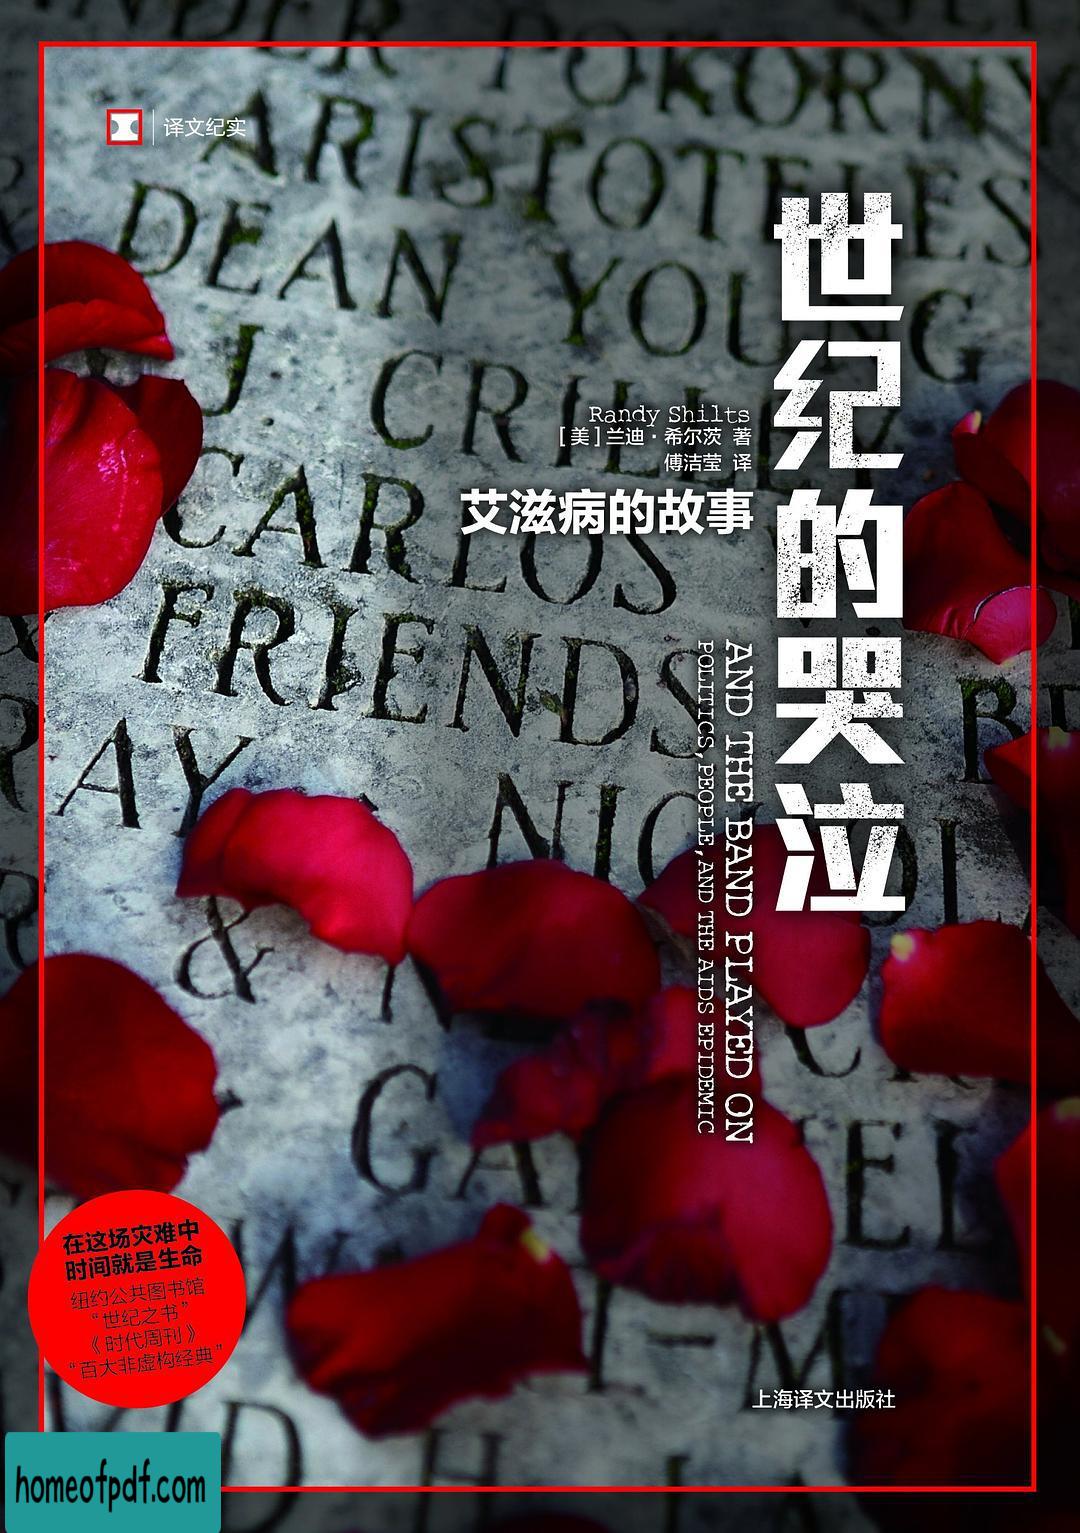 NDER POKORNY
ARISTOTELES
DEAN YOUNG
J. CRILLY
CARLOS
FRIENDS
RAY
&
译文纪实
世纪的哭泣
Randy Shilts
[美]兰迪·希尔茨 著
傅洁莹 译
艾滋病的故事
AND THE BAND PLAYED ON
POLITICS, PEOPLE, AND THE AIDS EPIDEMIC
在这场灾难中
时间就是生命
纽约公共图书馆
“世纪之书”
《时代周刊》
“百大非虚构经典”
上海译文出版社
homeofpdf.com